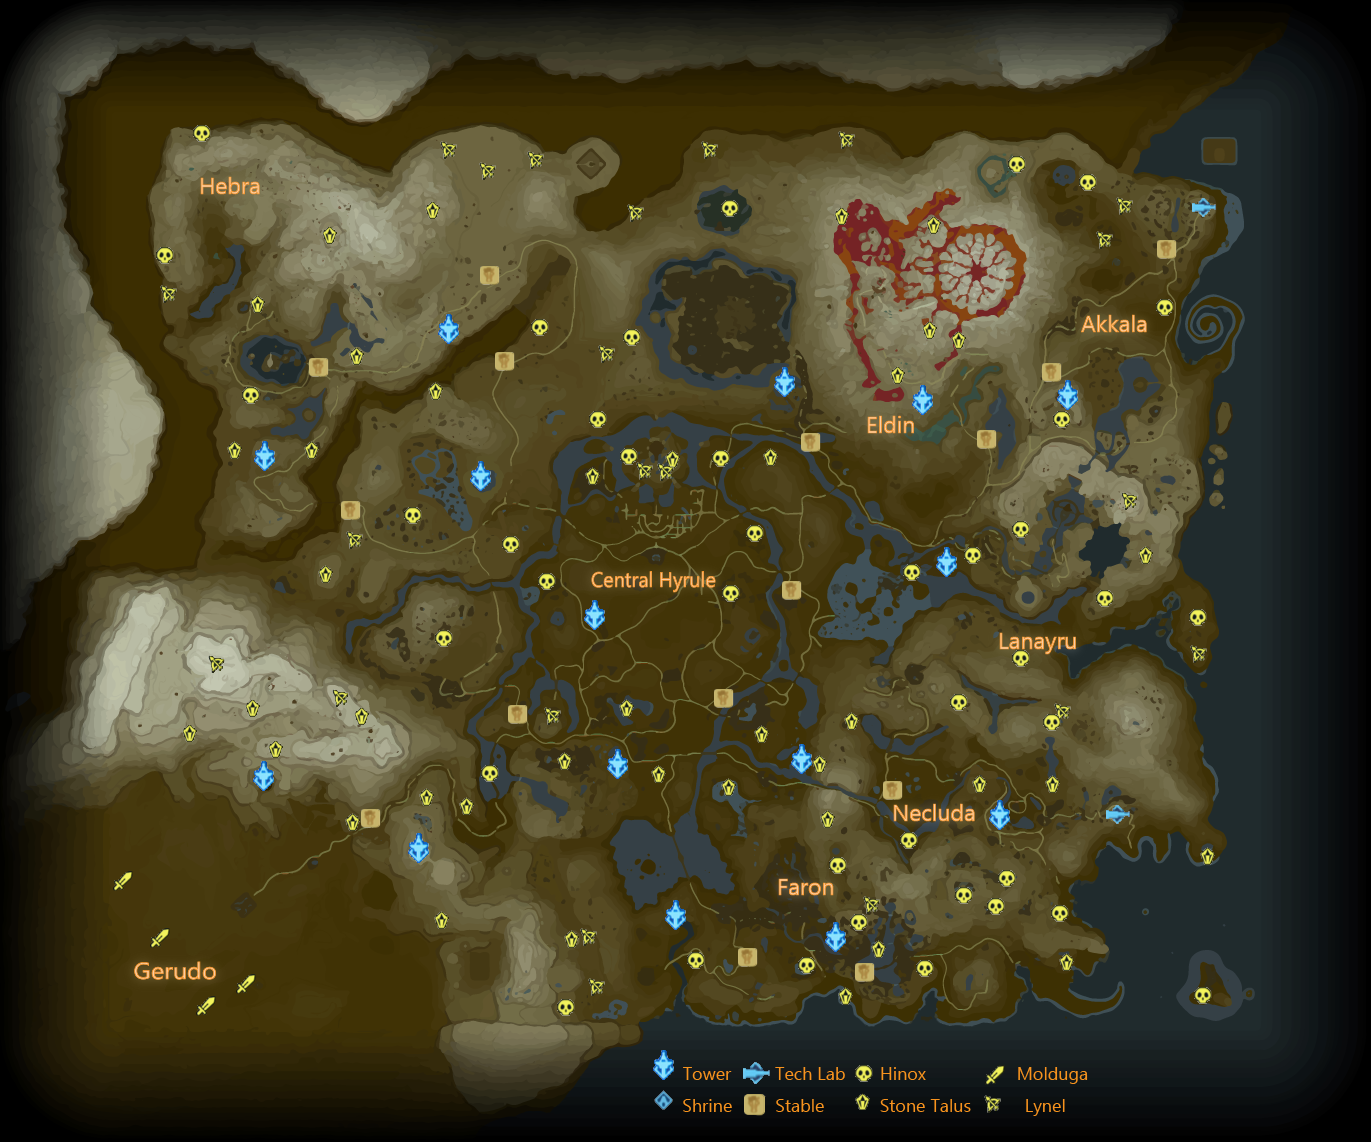 Hebra
Akkala
Eldin
Central Hyrule
Lanayru
Necluda
Faron
Gerudo
Tower Tech Lab Hinox Molduga
Shrine Stable Stone Talus Lynel